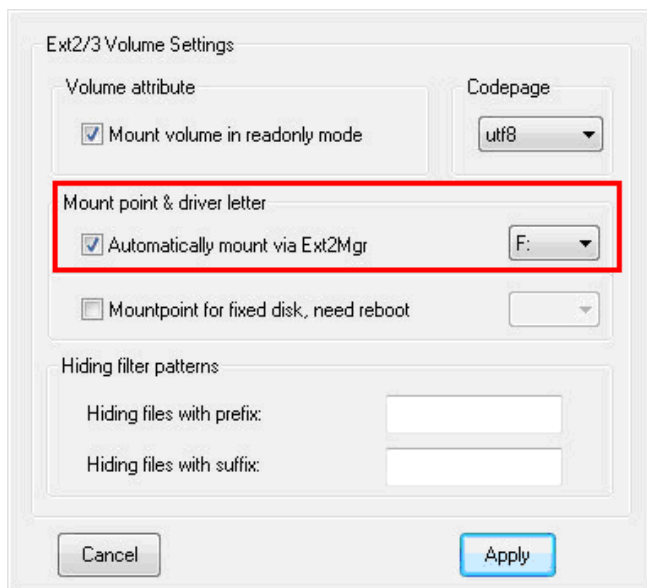 Ext2/3 Volume Settings
Volume attribute
Codepage
Mount volume in readonly mode
utf8
Mount point & driver letter
Automatically mount via Ext2Mgr
F:
Mountpoint for fixed disk, need reboot
Hiding filter patterns
Hiding files with prefix:
Hiding files with suffix:
Cancel
Apply